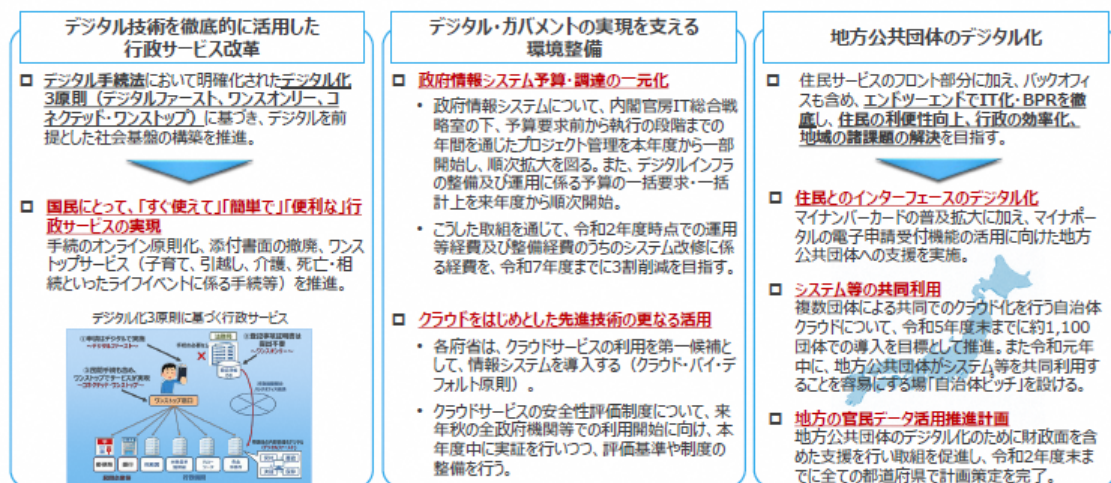 デジタル技術を徹底的に活用した
行政サービス改革
□ デジタル手続法において明確化されたデジタル化
3原則（デジタルファースト、ワンスオンリー、コ
ネクテッド・ワンストップ）に基づき、デジタルを前
提とした社会基盤の構築を推進。
□ 国民にとって、「すぐ使えて」「簡単で」「便利な」行
政サービスの実現
手続のオンライン原則化、添付書面の撤廃、ワンス
トップサービス（子育て、引越し、介護、死亡・相
続といったライフイベントに係る手続等）を推進。
デジタル化3原則に基づく行政サービス
①申請はデジタルで実施
～デジタルファースト～
法務局
ワンストップ窓口
デジタル・ガバメントの実現を支える
環境整備
□ 政府情報システム予算・調達の一元化
• 政府情報システムについて、内閣官房IT総合戦
略室の下、予算要求前から執行の段階までの
年間を通じたプロジェクト管理を本年度から一部
開始し、順次拡大を図る。また、デジタルインフラ
の整備及び運用に係る予算の一括要求・一括
計上を来年度から順次開始。
• こうした取組を通じて、令和2年度時点での運用
等経費及び整備経費のうちのシステム改修に係
る経費を、令和7年度までに3割削減を目指す。
□ クラウドをはじめとした先進技術の更なる活用
• 各府省は、クラウドサービスの利用を第一候補と
して、情報システムを導入する（クラウド・バイ・デ
フォルト原則）。
• クラウドサービスの安全性評価制度について、来
年秋の全政府機関等での利用開始に向け、本
年度中に実証を行いつつ、評価基準や制度の
整備を行う。
地方公共団体のデジタル化
□ 住民サービスのフロント部分に加え、バックオフィ
スも含め、エンドツーエンドでIT化・BPRを徹
底し、住民の利便性向上、行政の効率化、
地域の諸課題の解決を目指す。
□ 住民とのインターフェースのデジタル化
マイナンバーカードの普及拡大に加え、マイナポー
タルの電子申請受付機能の活用に向けた地方
公共団体への支援を実施。
□ システム等の共同利用
複数団体による共同でのクラウド化を行う自治体
クラウドについて、令和5年度末までに約1,100
団体での導入を目標として推進。また令和元年
中に、地方公共団体がシステム等を共同利用す
ることを容易にする場「自治体ピッチ」を設ける。
□ 地方の官民データ活用推進計画
地方公共団体のデジタル化のために財政面を含
めた支援を行い取組を促進し、令和2年度末ま
でに全ての都道府県で計画策定を完了。